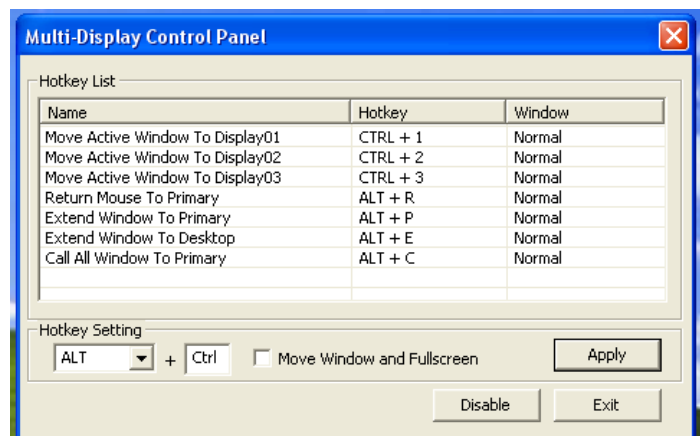 Multi-Display Control Panel
Hotkey List
Name Hotkey Window
Move Active Window To Display01 CTRL + 1 Normal
Move Active Window To Display02 CTRL + 2 Normal
Move Active Window To Display03 CTRL + 3 Normal
Return Mouse To Primary ALT + R Normal
Extend Window To Primary ALT + P Normal
Extend Window To Desktop ALT + E Normal
Call All Window To Primary ALT + C Normal
Hotkey Setting
ALT + Ctrl Move Window and Fullscreen Apply
Disable Exit